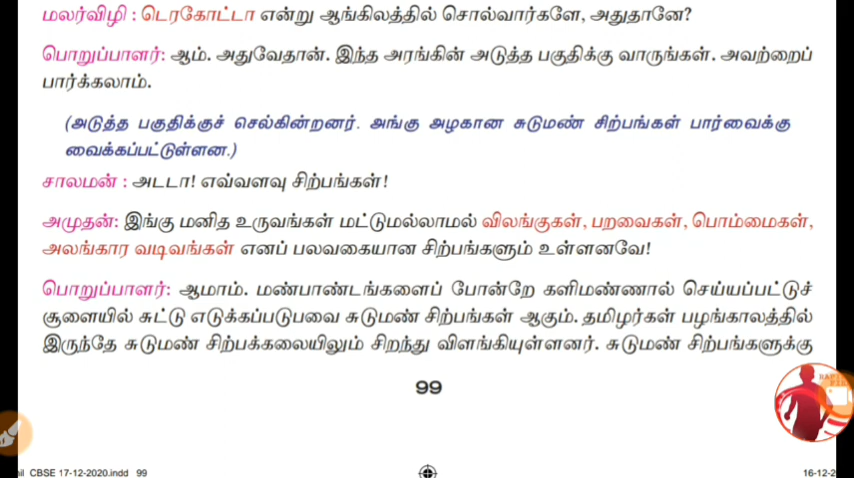 மலர்விழி : டெரகோட்டா என்று ஆங்கிலத்தில் சொல்வார்களே, அதுதானே?
பொறுப்பாளர்: ஆம். அதுவேதான். இந்த அரங்கின் அடுத்த பகுதிக்கு வாருங்கள். அவற்றைப்
பார்க்கலாம்.
(அடுத்த பகுதிக்குச் செல்கின்றனர். அங்கு அழகான சுடுமண் சிற்பங்கள் பார்வைக்கு
வைக்கப்பட்டுள்ளன.)
சாலமன் : அடடா! எவ்வளவு சிற்பங்கள்!
அமுதன்: இங்கு மனித உருவங்கள் மட்டுமல்லாமல் விலங்குகள், பறவைகள், பொம்மைகள்,
அலங்கார வடிவங்கள் எனப் பலவகையான சிற்பங்களும் உள்ளனவே!
பொறுப்பாளர்: ஆமாம். மண்பாண்டங்களைப் போன்றே களிமண்ணால் செய்யப்பட்டுச்
சூளையில் சுட்டு எடுக்கப்படுபவை சுடுமண் சிற்பங்கள் ஆகும். தமிழர்கள் பழங்காலத்தில்
இருந்தே சுடுமண் சிற்பக்கலையிலும் சிறந்து விளங்கியுள்ளனர். சுடுமண் சிற்பங்களுக்கு
99
CBSE 17-12-2020.indd 99
16-12-2